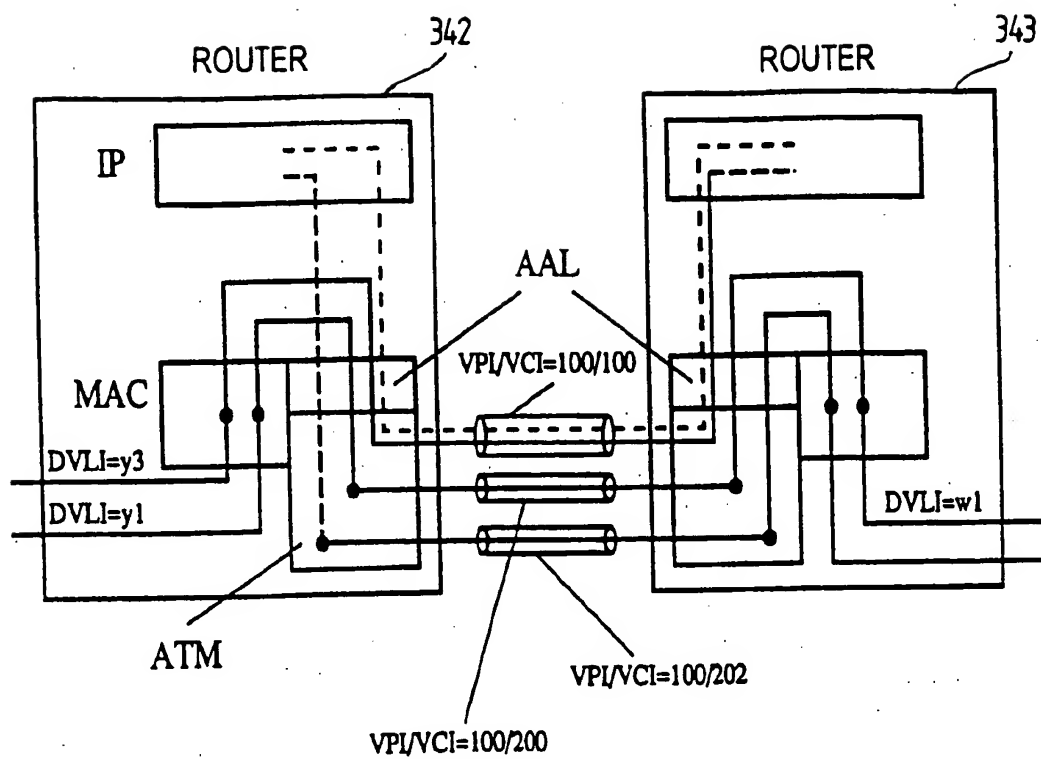 342
343
ROUTER
ROUTER
IP
AAL
VPI/VCI=100/100
MAC
DVLI=y3
DVLI=y1
DVLI=w1
ATM
VPI/VCI=100/202
VPI/VCI=100/200